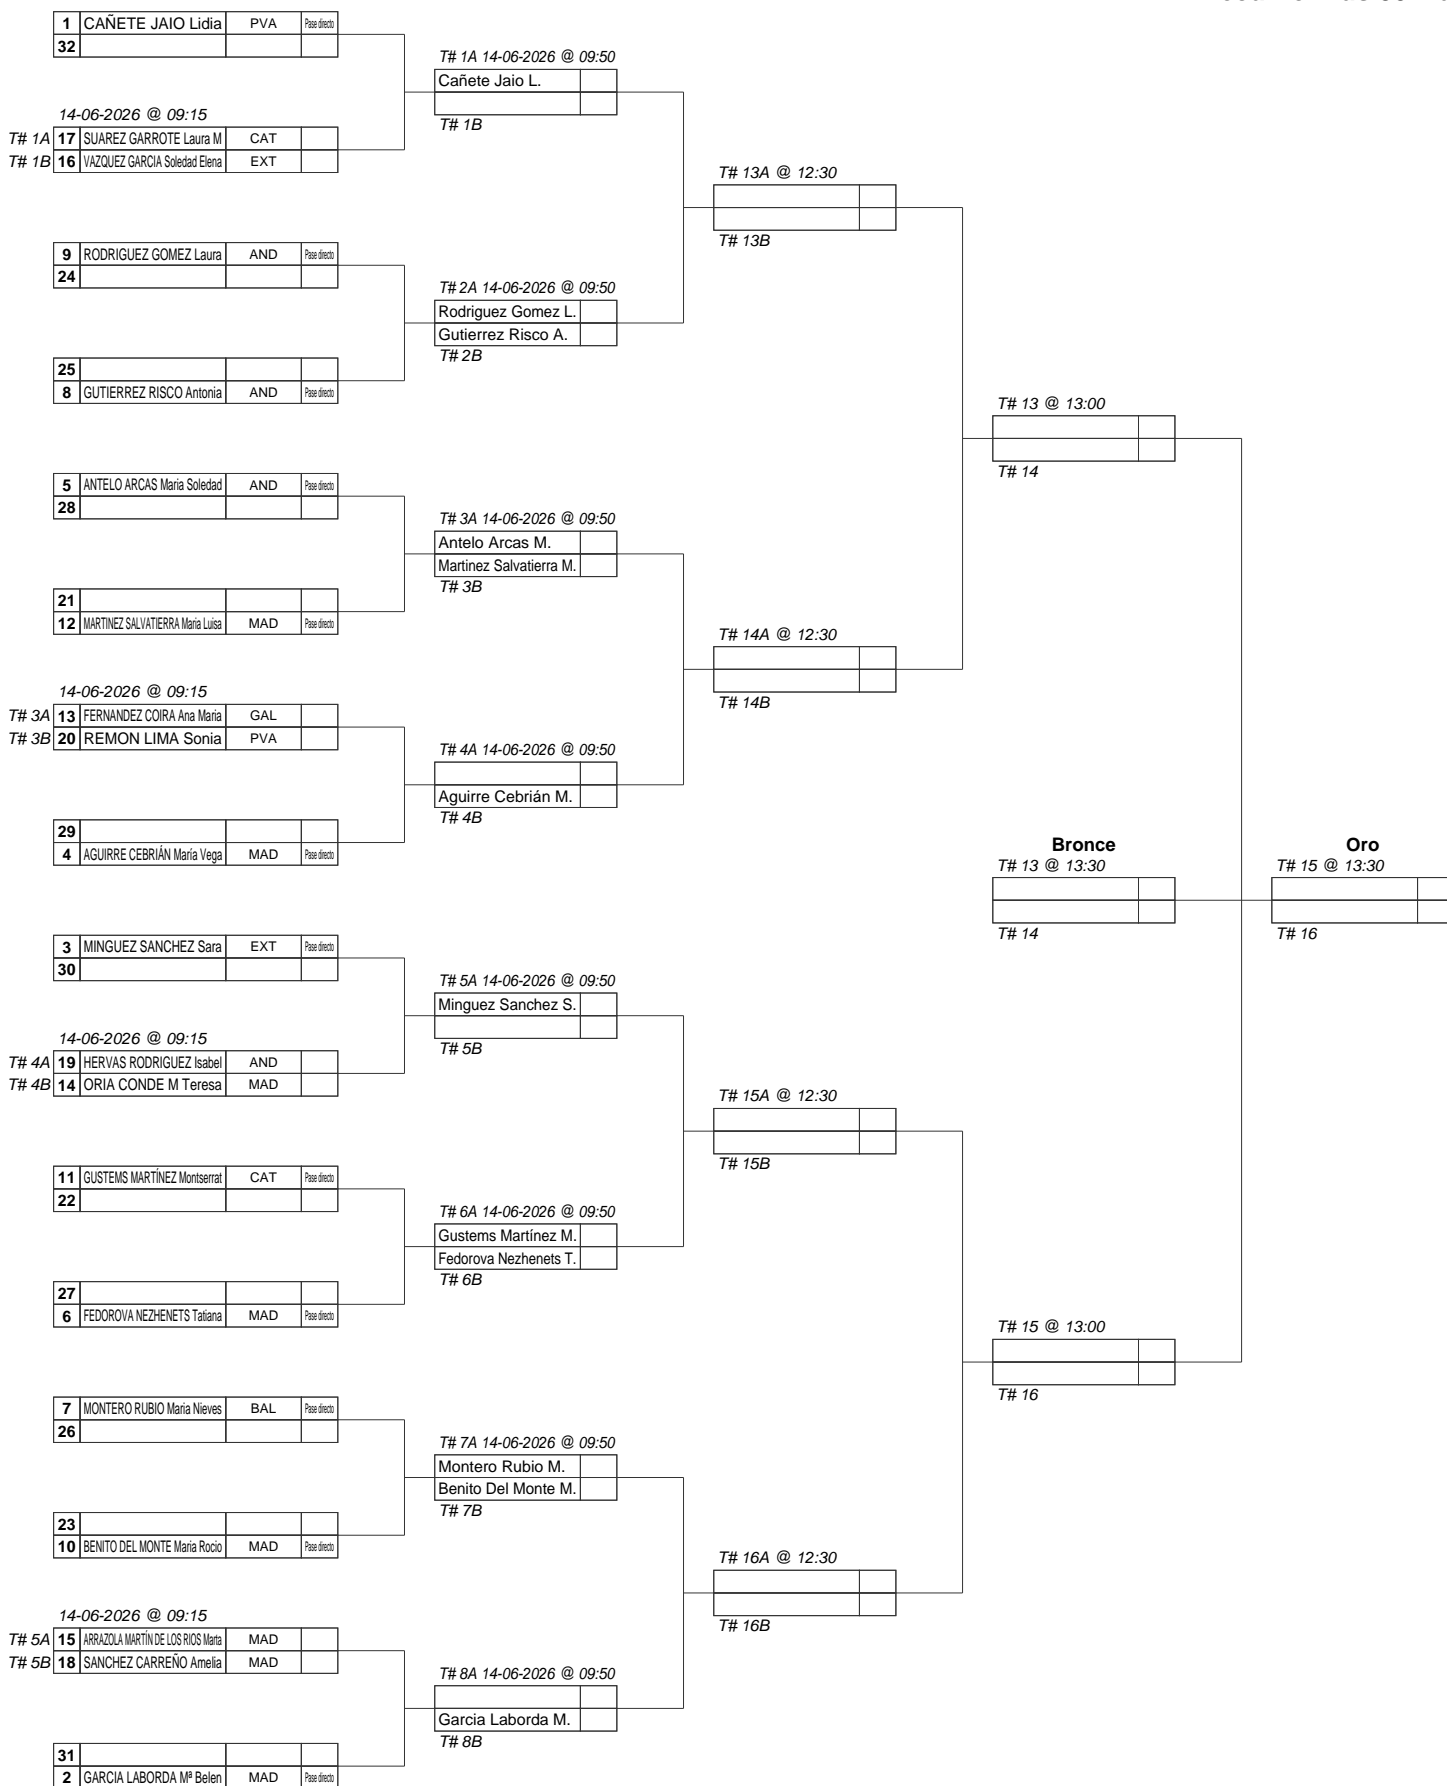 1 CAÑETE JAIO Lidia PVA Pase directo
32
T# 1A 14-06-2026 @ 09:50
Cañete Jaio L.
T# 1B
14-06-2026 @ 09:15
T# 1A 17 SUAREZ GARROTE Laura M CAT
T# 1B 16 VAZQUEZ GARCIA Soledad Elena EXT
T# 13A @ 12:30
T# 13B
9 RODRIGUEZ GOMEZ Laura AND Pase directo
24
T# 2A 14-06-2026 @ 09:50
Rodriguez Gomez L.
Gutierrez Risco A.
T# 2B
25
8 GUTIERREZ RISCO Antonia AND Pase directo
T# 13 @ 13:00
T# 14
5 ANTELO ARCAS Maria Soledad AND Pase directo
28
T# 3A 14-06-2026 @ 09:50
Antelo Arcas M.
Martinez Salvatierra M.
T# 3B
21
12 MARTINEZ SALVATIERRA Maria Luisa MAD Pase directo
T# 14A @ 12:30
T# 14B
14-06-2026 @ 09:15
T# 3A 13 FERNANDEZ COIRA Ana Maria GAL
T# 3B 20 REMON LIMA Sonia PVA
T# 4A 14-06-2026 @ 09:50
Aguirre Cebrián M.
T# 4B
29
4 AGUIRRE CEBRIÁN María Vega MAD Pase directo
Bronce Oro
T# 13 @ 13:30 T# 15 @ 13:30
T# 14 T# 16
3 MINGUEZ SANCHEZ Sara EXT Pase directo
30
T# 5A 14-06-2026 @ 09:50
Minguez Sanchez S.
T# 5B
14-06-2026 @ 09:15
T# 4A 19 HERVAS RODRIGUEZ Isabel AND
T# 4B 14 ORIA CONDE M Teresa MAD
T# 15A @ 12:30
T# 15B
11 GUSTEMS MARTÍNEZ Montserrat CAT Pase directo
22
T# 6A 14-06-2026 @ 09:50
Gustems Martínez M.
Fedorova Nezhenets T.
T# 6B
27
6 FEDOROVA NEZHENETS Tatiana MAD Pase directo
T# 15 @ 13:00
T# 16
7 MONTERO RUBIO Maria Nieves BAL Pase directo
26
T# 7A 14-06-2026 @ 09:50
Montero Rubio M.
Benito Del Monte M.
T# 7B
23
10 BENITO DEL MONTE Maria Rocio MAD Pase directo
T# 16A @ 12:30
T# 16B
14-06-2026 @ 09:15
T# 5A 15 ARRAZOLA MARTÍN DE LOS RIOS Marta MAD
T# 5B 18 SANCHEZ CARREÑO Amelia MAD
T# 8A 14-06-2026 @ 09:50
Garcia Laborda M.
T# 8B
31
2 GARCIA LABORDA Mª Belen MAD Pase directo